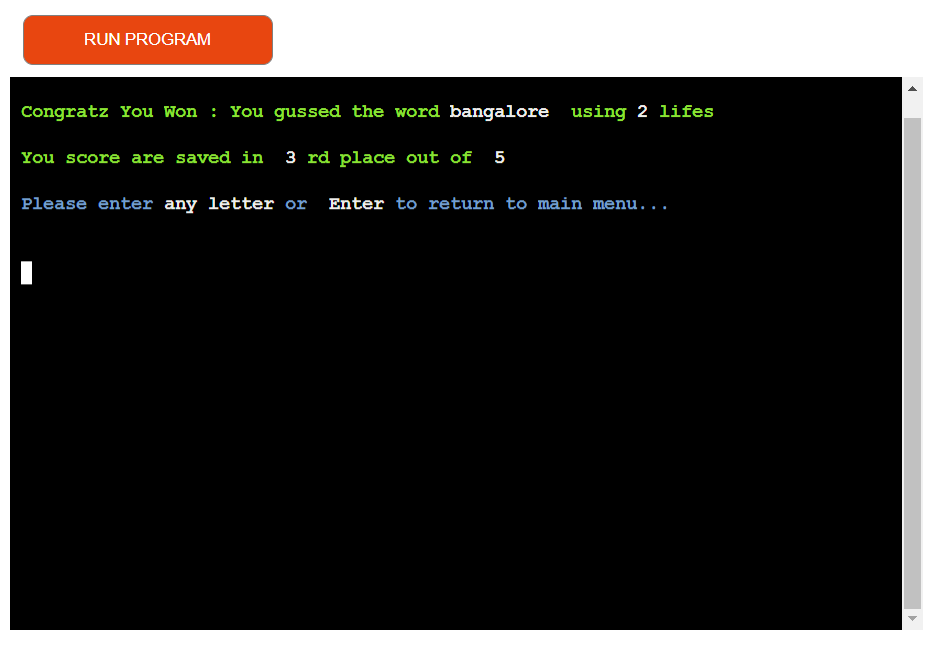 RUN PROGRAM
Congratz You Won : You gussed the word bangalore  using 2 lifes
You score are saved in  3 rd place out of  5
Please enter any letter or  Enter to return to main menu...